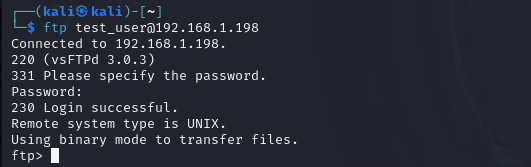 ┌──(kali㉿kali)-[~]
└─$ ftp test_user@192.168.1.198
Connected to 192.168.1.198.
220 (vsFTPd 3.0.3)
331 Please specify the password.
Password:
230 Login successful.
Remote system type is UNIX.
Using binary mode to transfer files.
ftp>